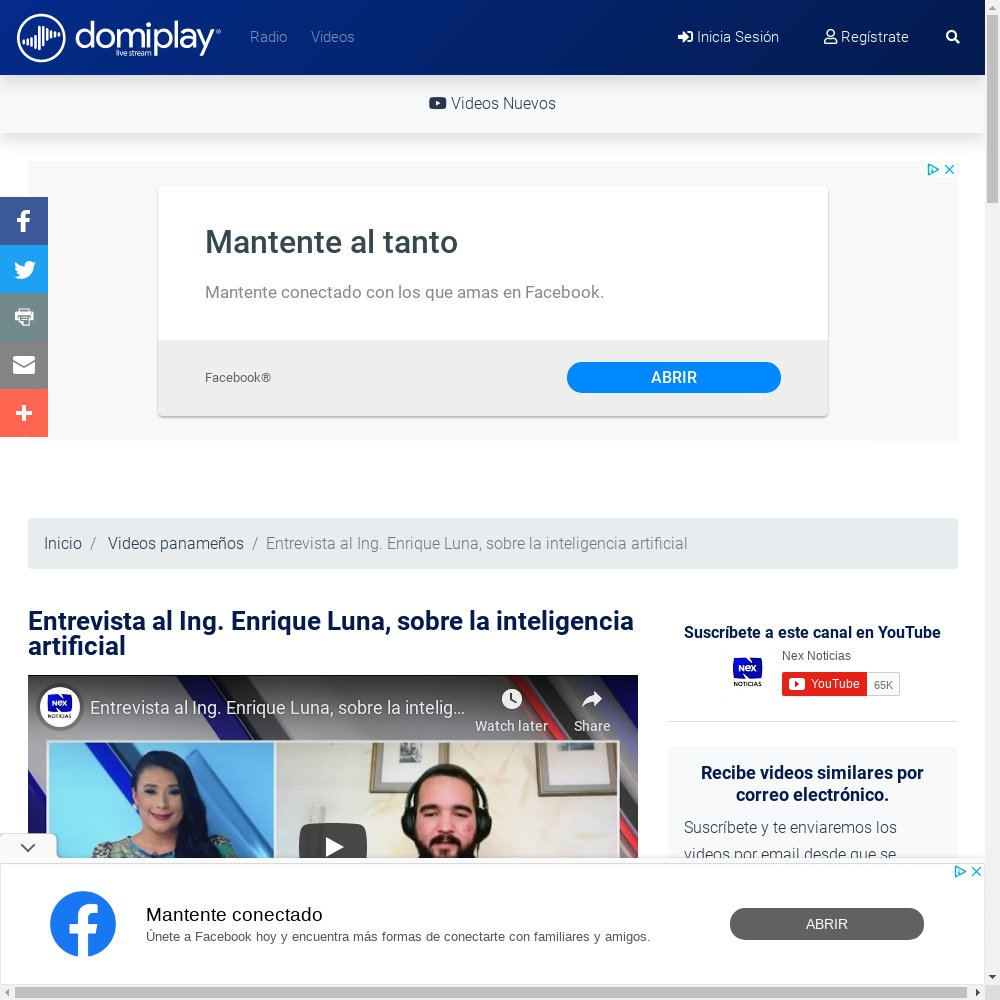 domiplay®
live stream
Radio
Videos
Inicia Sesión
Regístrate
Videos Nuevos
Mantente al tanto
Mantente conectado con los que amas en Facebook.
Facebook®
ABRIR
Inicio / Videos panameños / Entrevista al Ing. Enrique Luna, sobre la inteligencia artificial
Entrevista al Ing. Enrique Luna, sobre la inteligencia
artificial
NEX
NOTICIAS
Entrevista al Ing. Enrique Luna, sobre la intelig...
Watch later
Share
Suscríbete a este canal en YouTube
NEX
NOTICIAS
Nex Noticias
YouTube
65K
Recibe videos similares por
correo electrónico.
Suscríbete y te enviaremos los
videos por email desde que se
Mantente conectado
Únete a Facebook hoy y encuentra más formas de conectarte con familiares y amigos.
ABRIR